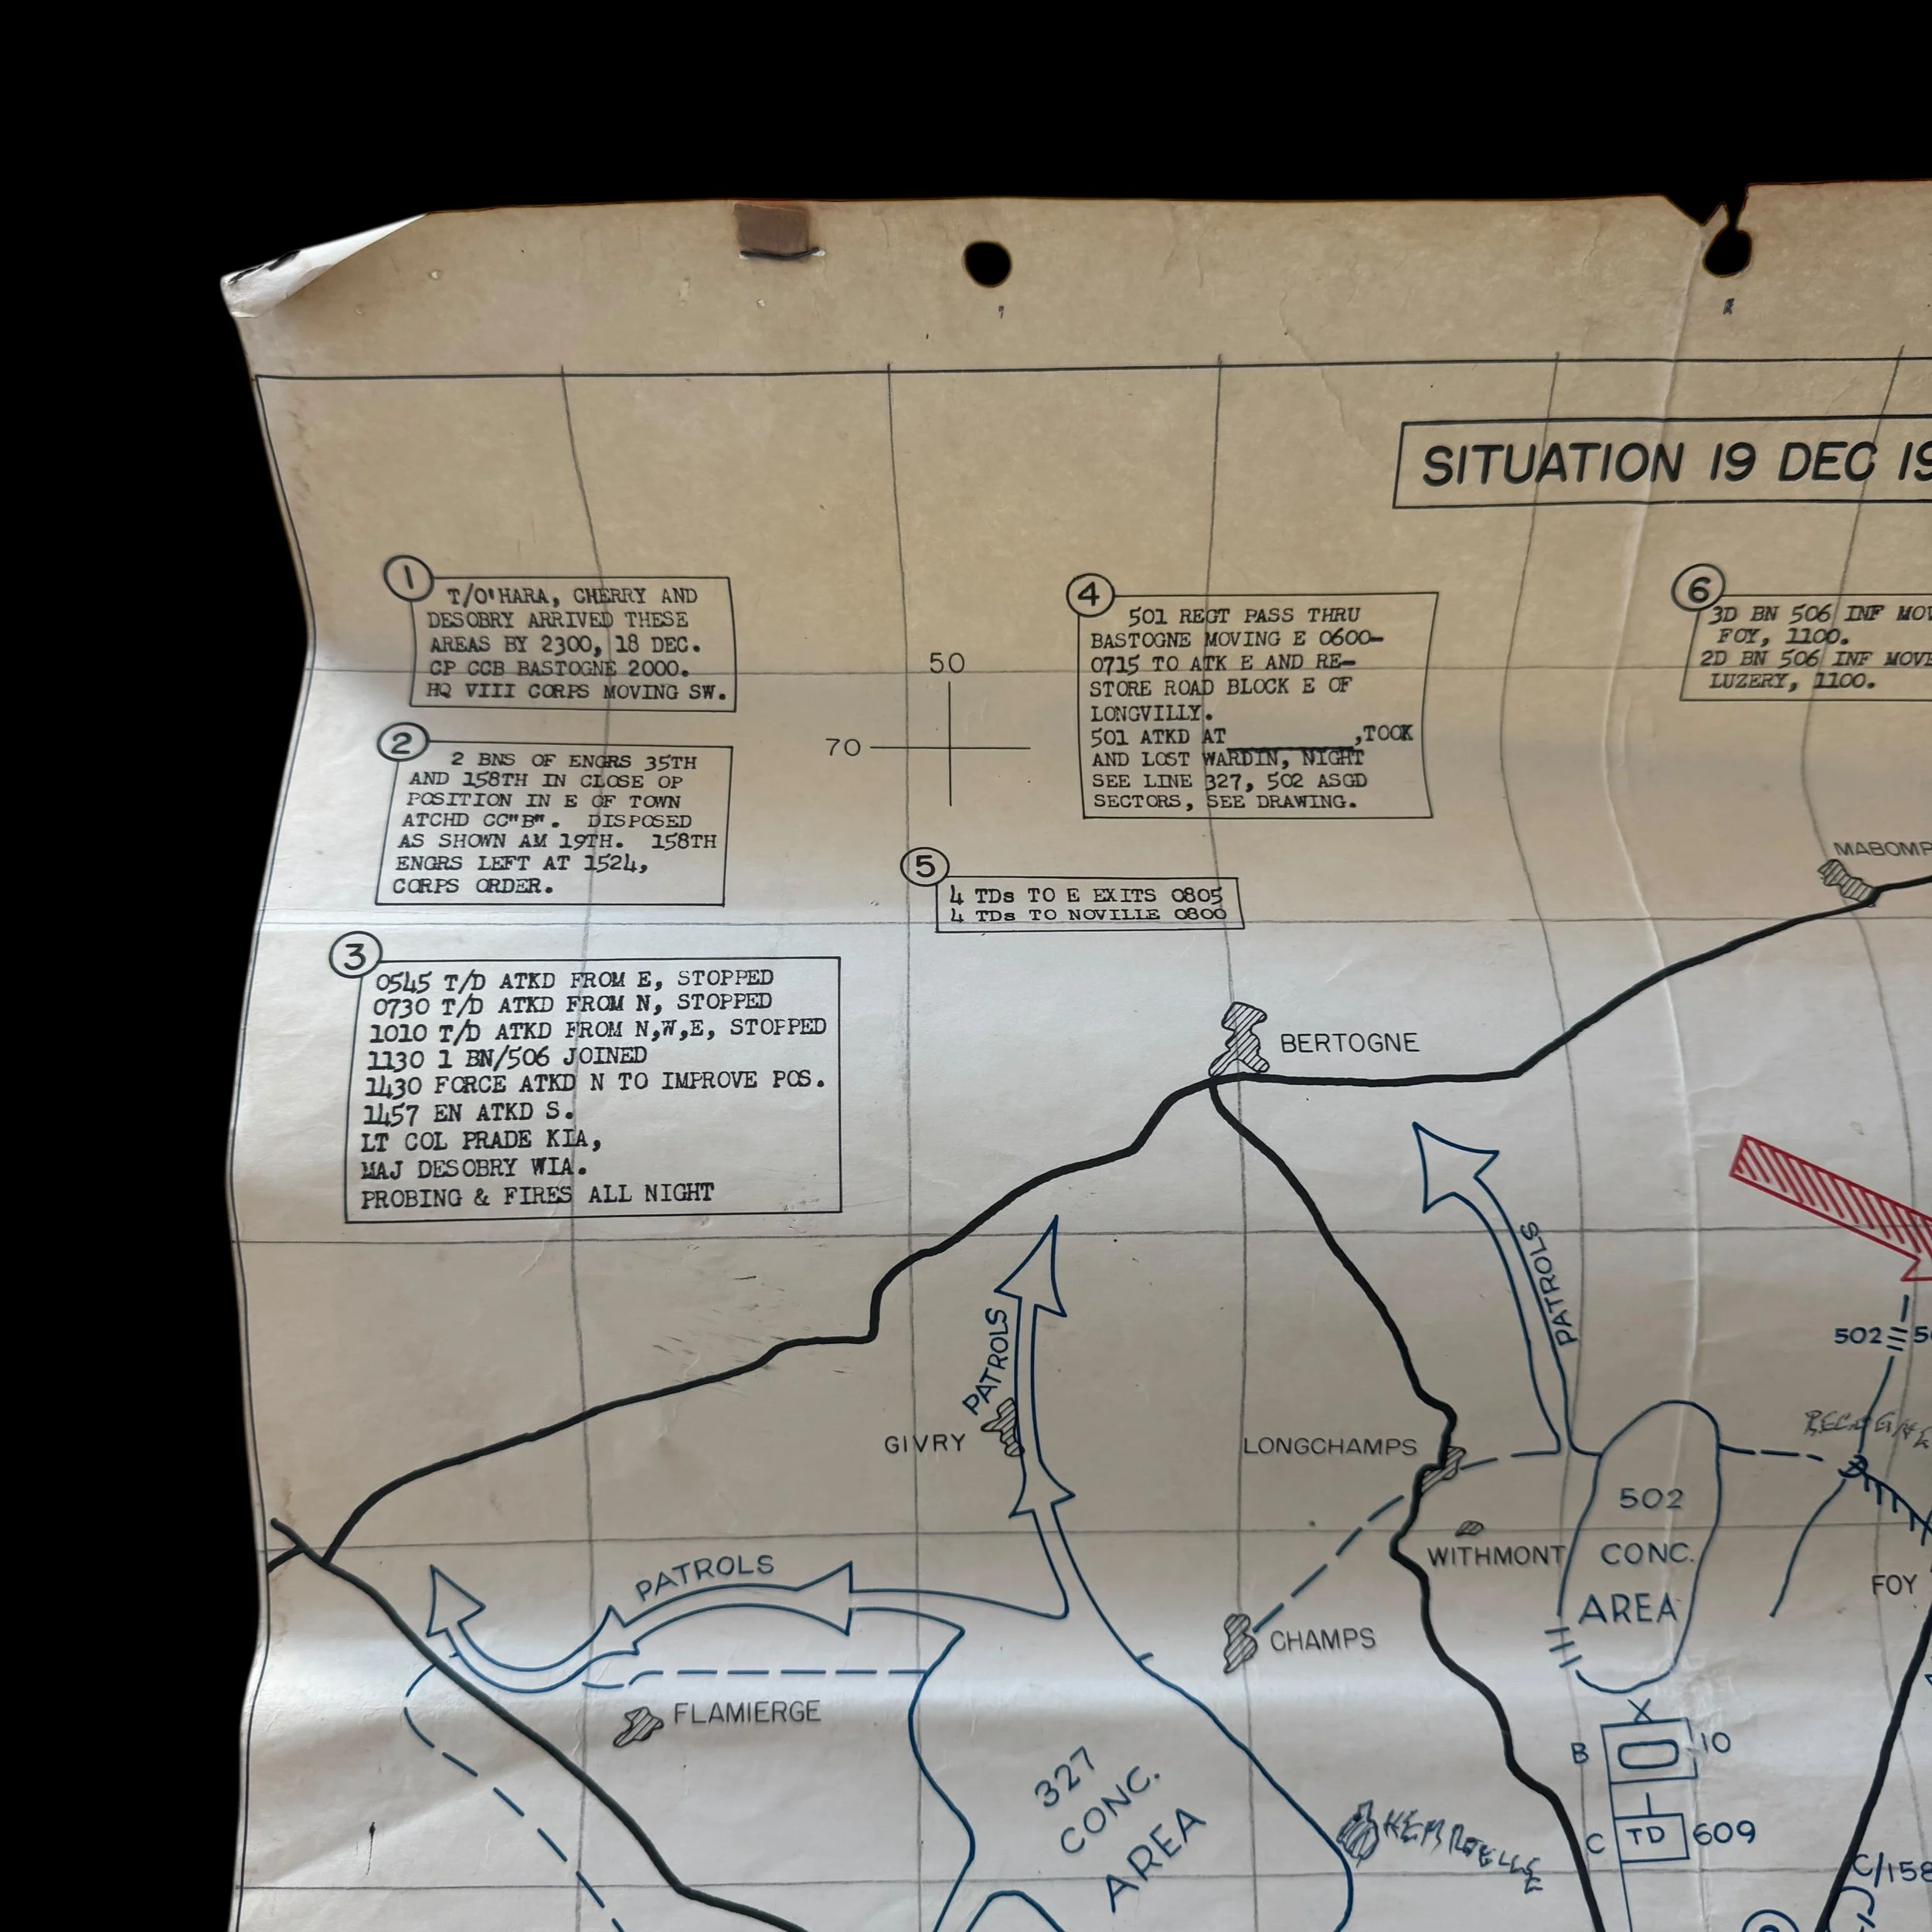 SITUATION 19 DEC 19
1
T/O'HARA, CHERRY AND
DESOBRY ARRIVED THESE
AREAS BY 2300, 18 DEC.
CP CCB BASTOGNE 2000.
HQ VIII CORPS MOVING SW.
2
2 BNS OF ENGRS 35TH
AND 158TH IN CLOSE OP
POSITION IN E OF TOWN
ATCHD CC"B". DISPOSED
AS SHOWN AM 19TH. 158TH
ENGRS LEFT AT 1524,
CORPS ORDER.
3
0545 T/D ATKD FROM E, STOPPED
0730 T/D ATKD FROM N, STOPPED
1010 T/D ATKD FROM N,W,E, STOPPED
1130 1 BN/506 JOINED
1430 FORCE ATKD N TO IMPROVE POS.
1457 EN ATKD S.
LT COL PRADE KIA,
MAJ DESOBRY WIA.
PROBING & FIRES ALL NIGHT
50
70
4
501 REGT PASS THRU
BASTOGNE MOVING E 0600-
0715 TO ATK E AND RE-
STORE ROAD BLOCK E OF
LONGVILLY.
501 ATKD AT ________,TOOK
AND LOST WARDIN, NIGHT
SEE LINE 327, 502 ASGD
SECTORS, SEE DRAWING.
5
4 TDs TO E EXITS 0805
4 TDs TO NOVILLE 0800
6
3D BN 506 INF MOV
FOY, 1100.
2D BN 506 INF MOVE
LUZERY, 1100.
MABOMP
BERTOGNE
PATROLS
PATROLS
502
GIVRY
LONGCHAMPS
502
CONC.
AREA
WITHMONT
FOY
PATROLS
CHAMPS
FLAMIERGE
327
CONC.
AREA
B
10
C TD 609
C/158